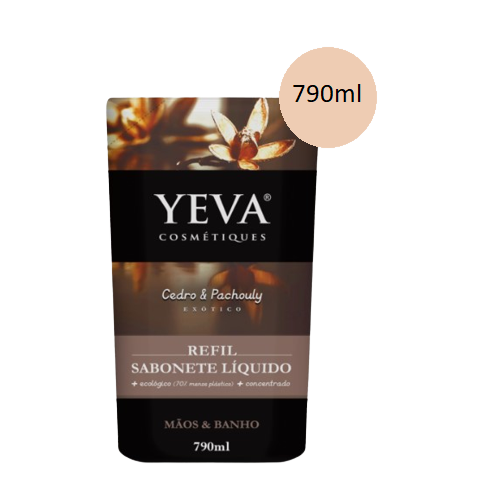 790ml
YEVA®
COSMÉTIQUES
Cedro & Pachouly
EXÓTICO
REFIL
SABONETE LÍQUIDO
+ ecológico (70% menos plástico) + concentrado
MÃOS & BANHO
790ml